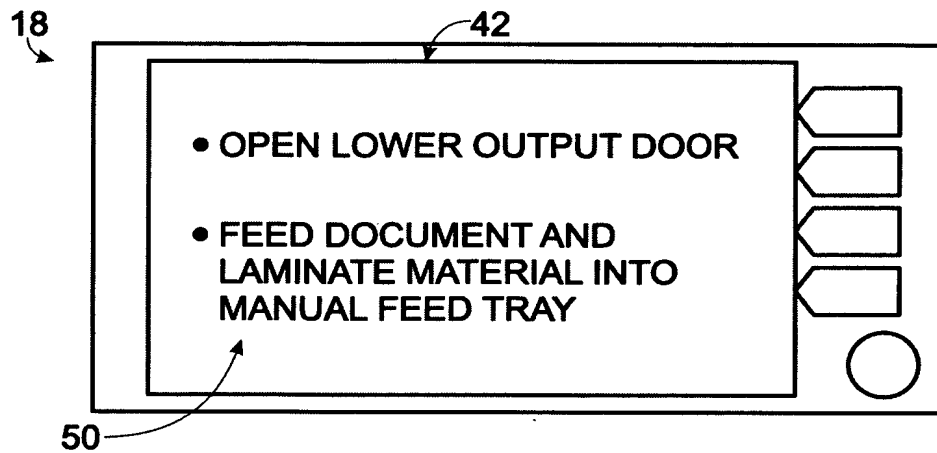 18
42
• OPEN LOWER OUTPUT DOOR
• FEED DOCUMENT AND
LAMINATE MATERIAL INTO
MANUAL FEED TRAY
50